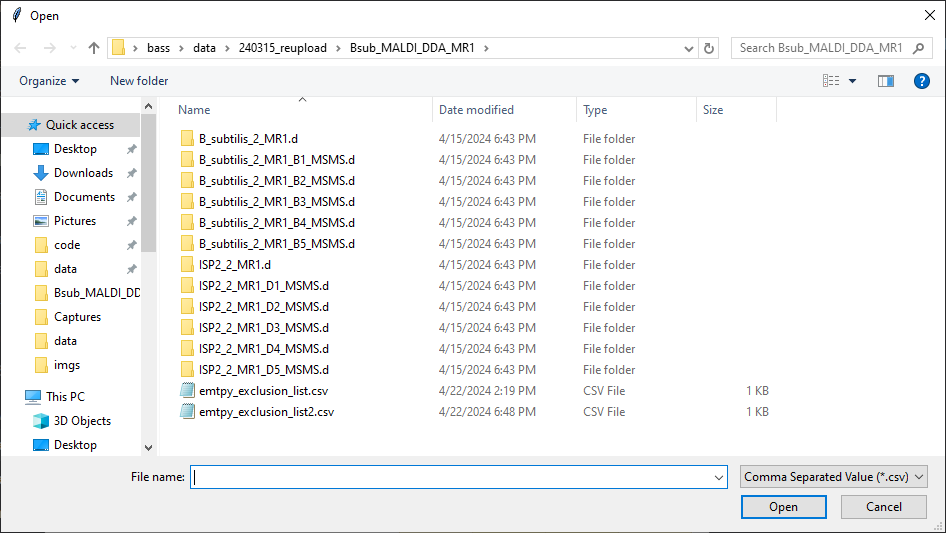 Open
bass > data > 240315_reupload > Bsub_MALDI_DDA_MR1 >
Search Bsub_MALDI_DDA_MR1
Organize New folder
Quick access
Desktop
Downloads
Documents
Pictures
code
data
Bsub_MALDI_DD
Captures
data
imgs
This PC
3D Objects
Desktop
Name Date modified Type Size
B_subtilis_2_MR1.d 4/15/2024 6:43 PM File folder
B_subtilis_2_MR1_B1_MSMS.d 4/15/2024 6:43 PM File folder
B_subtilis_2_MR1_B2_MSMS.d 4/15/2024 6:43 PM File folder
B_subtilis_2_MR1_B3_MSMS.d 4/15/2024 6:43 PM File folder
B_subtilis_2_MR1_B4_MSMS.d 4/15/2024 6:43 PM File folder
B_subtilis_2_MR1_B5_MSMS.d 4/15/2024 6:43 PM File folder
ISP2_2_MR1.d 4/15/2024 6:43 PM File folder
ISP2_2_MR1_D1_MSMS.d 4/15/2024 6:43 PM File folder
ISP2_2_MR1_D2_MSMS.d 4/15/2024 6:43 PM File folder
ISP2_2_MR1_D3_MSMS.d 4/15/2024 6:43 PM File folder
ISP2_2_MR1_D4_MSMS.d 4/15/2024 6:43 PM File folder
ISP2_2_MR1_D5_MSMS.d 4/15/2024 6:43 PM File folder
emtpy_exclusion_list.csv 4/22/2024 2:19 PM CSV File 1 KB
emtpy_exclusion_list2.csv 4/22/2024 6:48 PM CSV File 1 KB
File name:
Comma Separated Value (*.csv)
Open Cancel